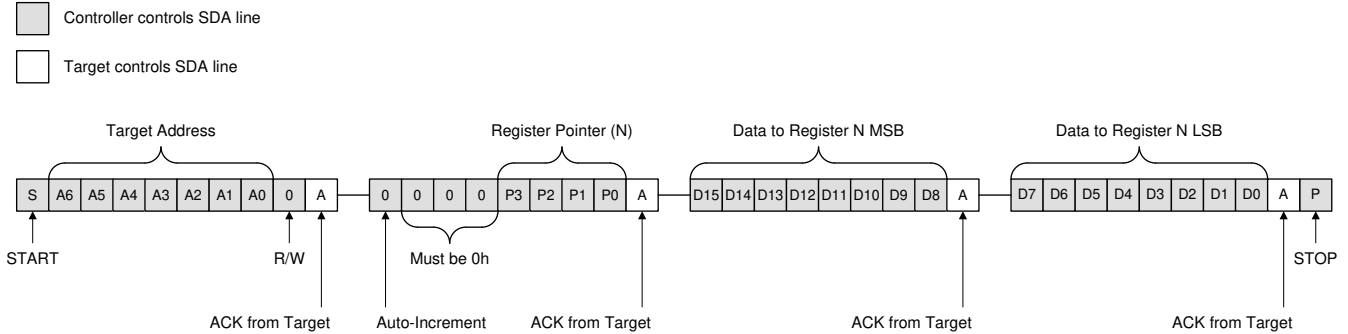 Controller controls SDA line
Target controls SDA line
Target Address Register Pointer (N) Data to Register N MSB Data to Register N LSB
S A6 A5 A4 A3 A2 A1 A0 0 A 0 0 0 0 P3 P2 P1 P0 A D15 D14 D13 D12 D11 D10 D9 D8 A D7 D6 D5 D4 D3 D2 D1 D0 A P
START R/W Must be 0h STOP
ACK from Target Auto-Increment ACK from Target ACK from Target ACK from Target